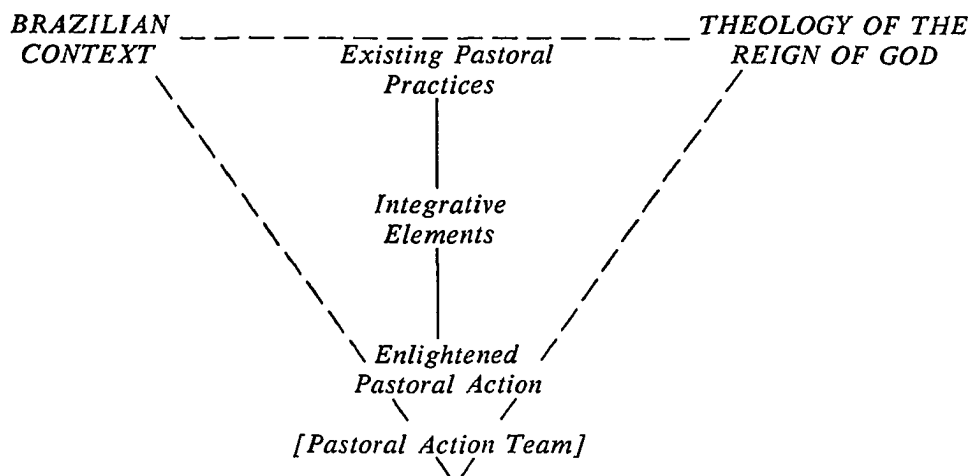 BRAZILIAN
CONTEXT
THEOLOGY OF THE
REIGN OF GOD
Existing Pastoral
Practices
Integrative
Elements
Enlightened
Pastoral Action
[Pastoral Action Team]